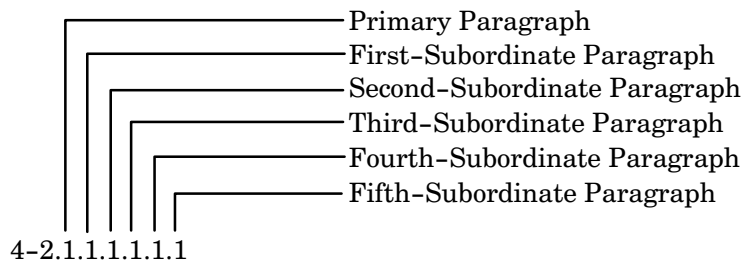 Primary Paragraph
First-Subordinate Paragraph
Second-Subordinate Paragraph
Third-Subordinate Paragraph
Fourth-Subordinate Paragraph
Fifth-Subordinate Paragraph
4-2.1.1.1.1.1.1